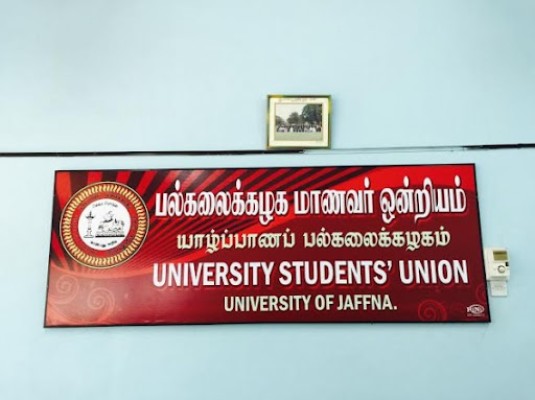 பல்கலைக்கழக மாணவர் ஒன்றியம்
யாழ்ப்பாணப் பல்கலைக்கழகம்
UNIVERSITY STUDENTS' UNION
UNIVERSITY OF JAFFNA.